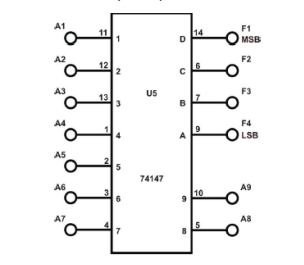 A1 11 1 D 14 F1 MSB
A2 12 2 C 6 F2
A3 13 3 B 7 F3
U5
A4 1 4 A 9 F4 LSB
A5 2 5
74147
A6 3 6 9 10 A9
A7 4 7 8 5 A8